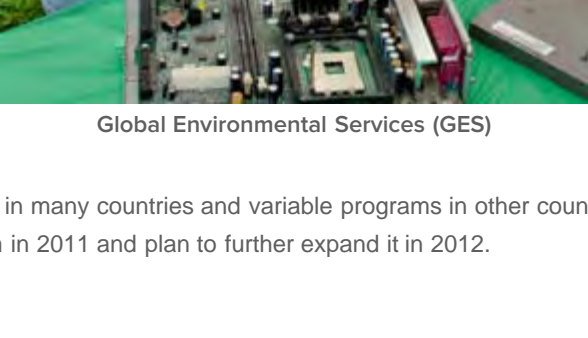 Global Environmental Services (GES)
in many countries and variable programs in other
in 2011 and plan to further expand it in 2012.